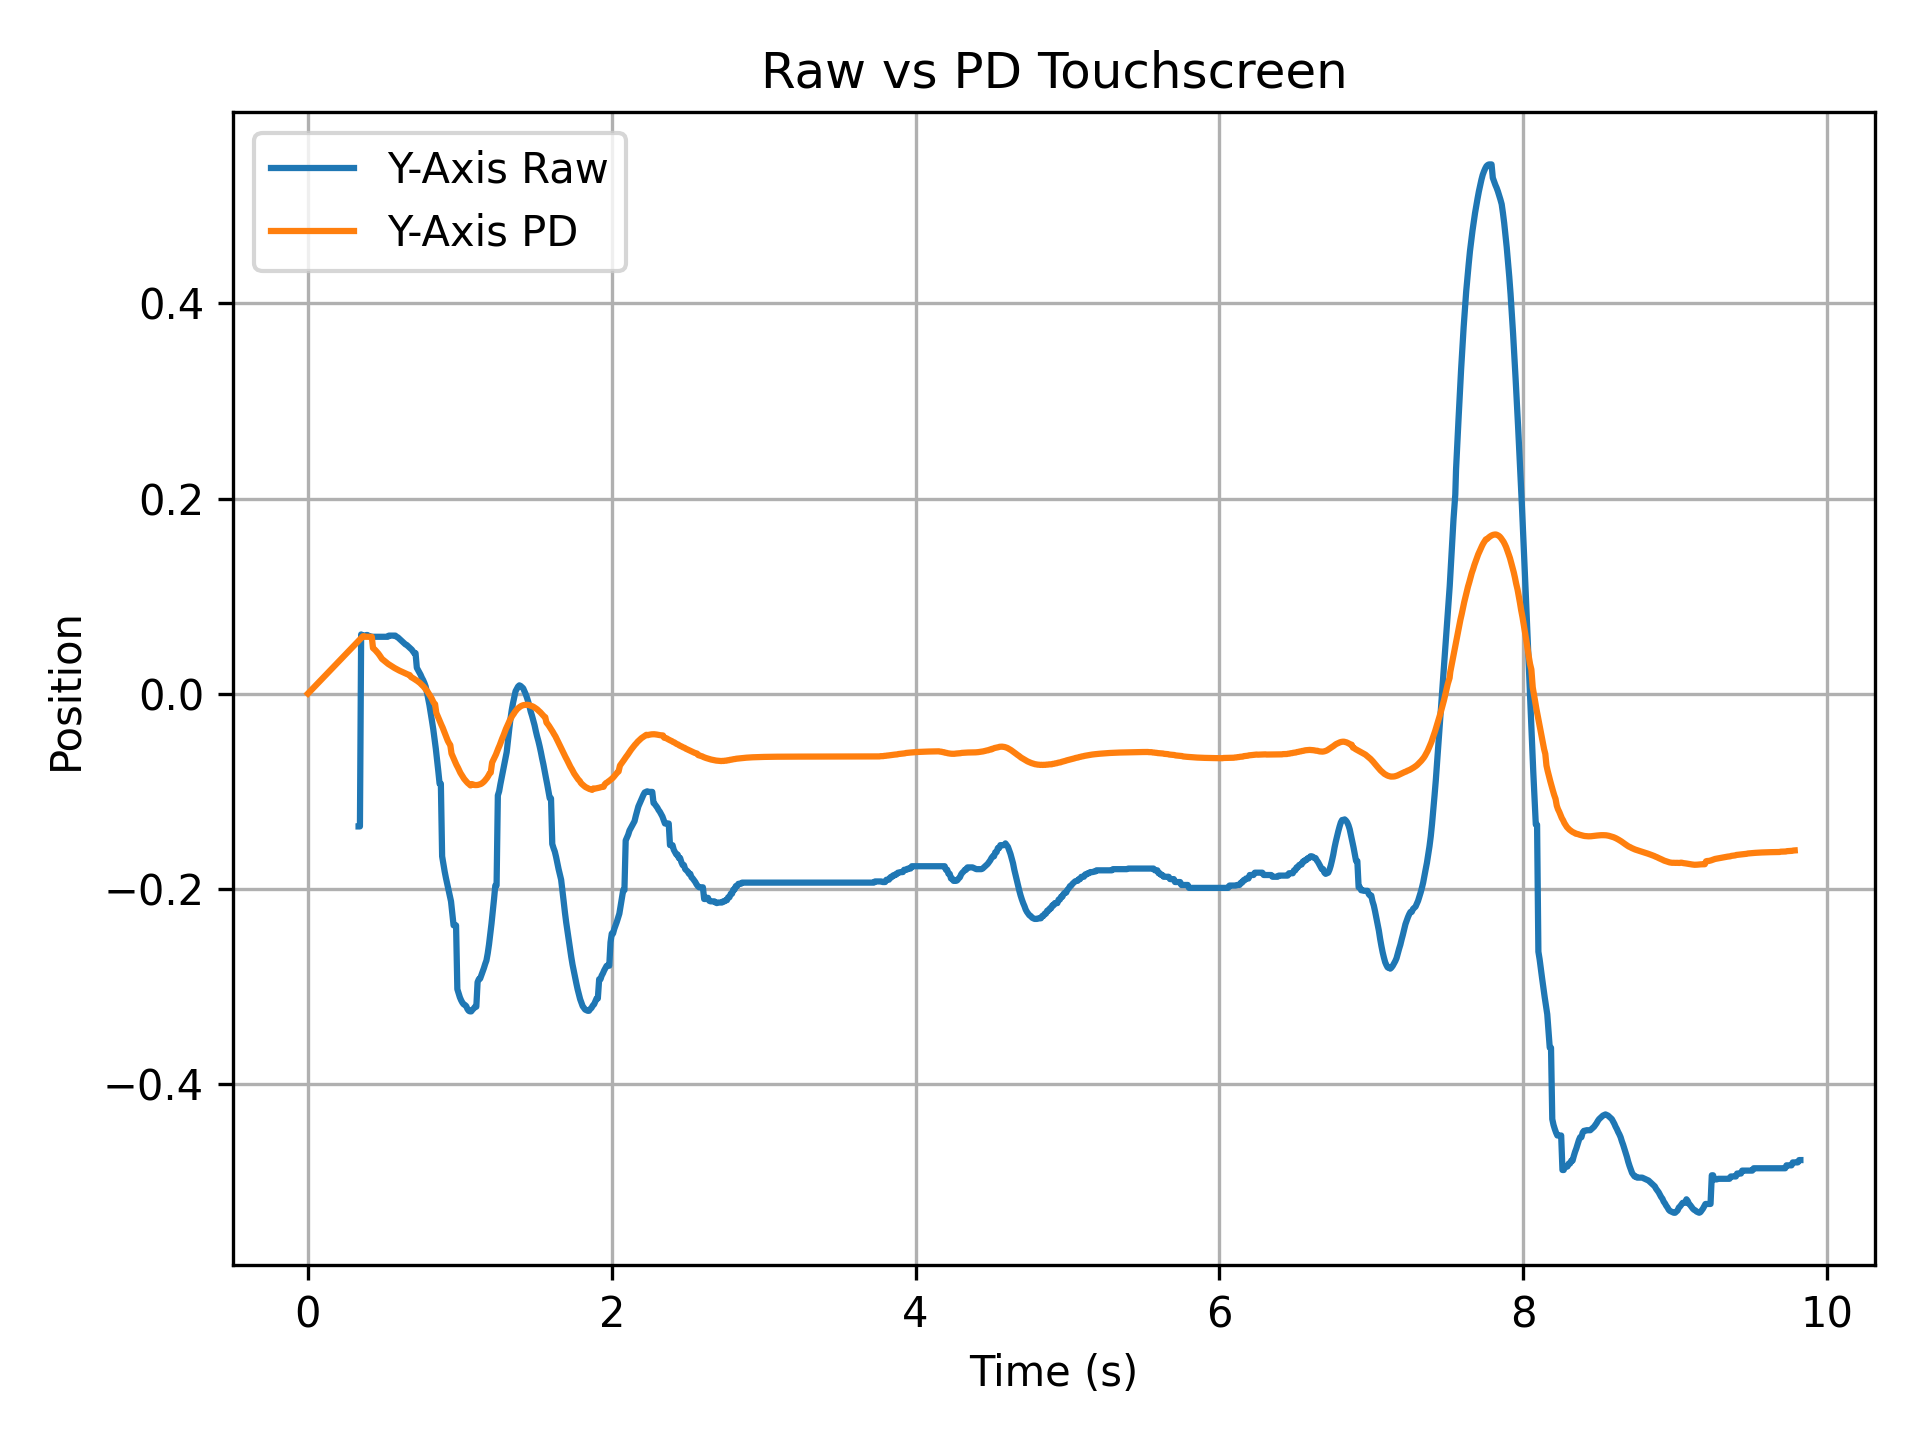 Raw vs PD Touchscreen
Y-Axis Raw
Y-Axis PD
Position
0.4
0.2
0.0
−0.2
−0.4
0 2 4 6 8 10
Time (s)